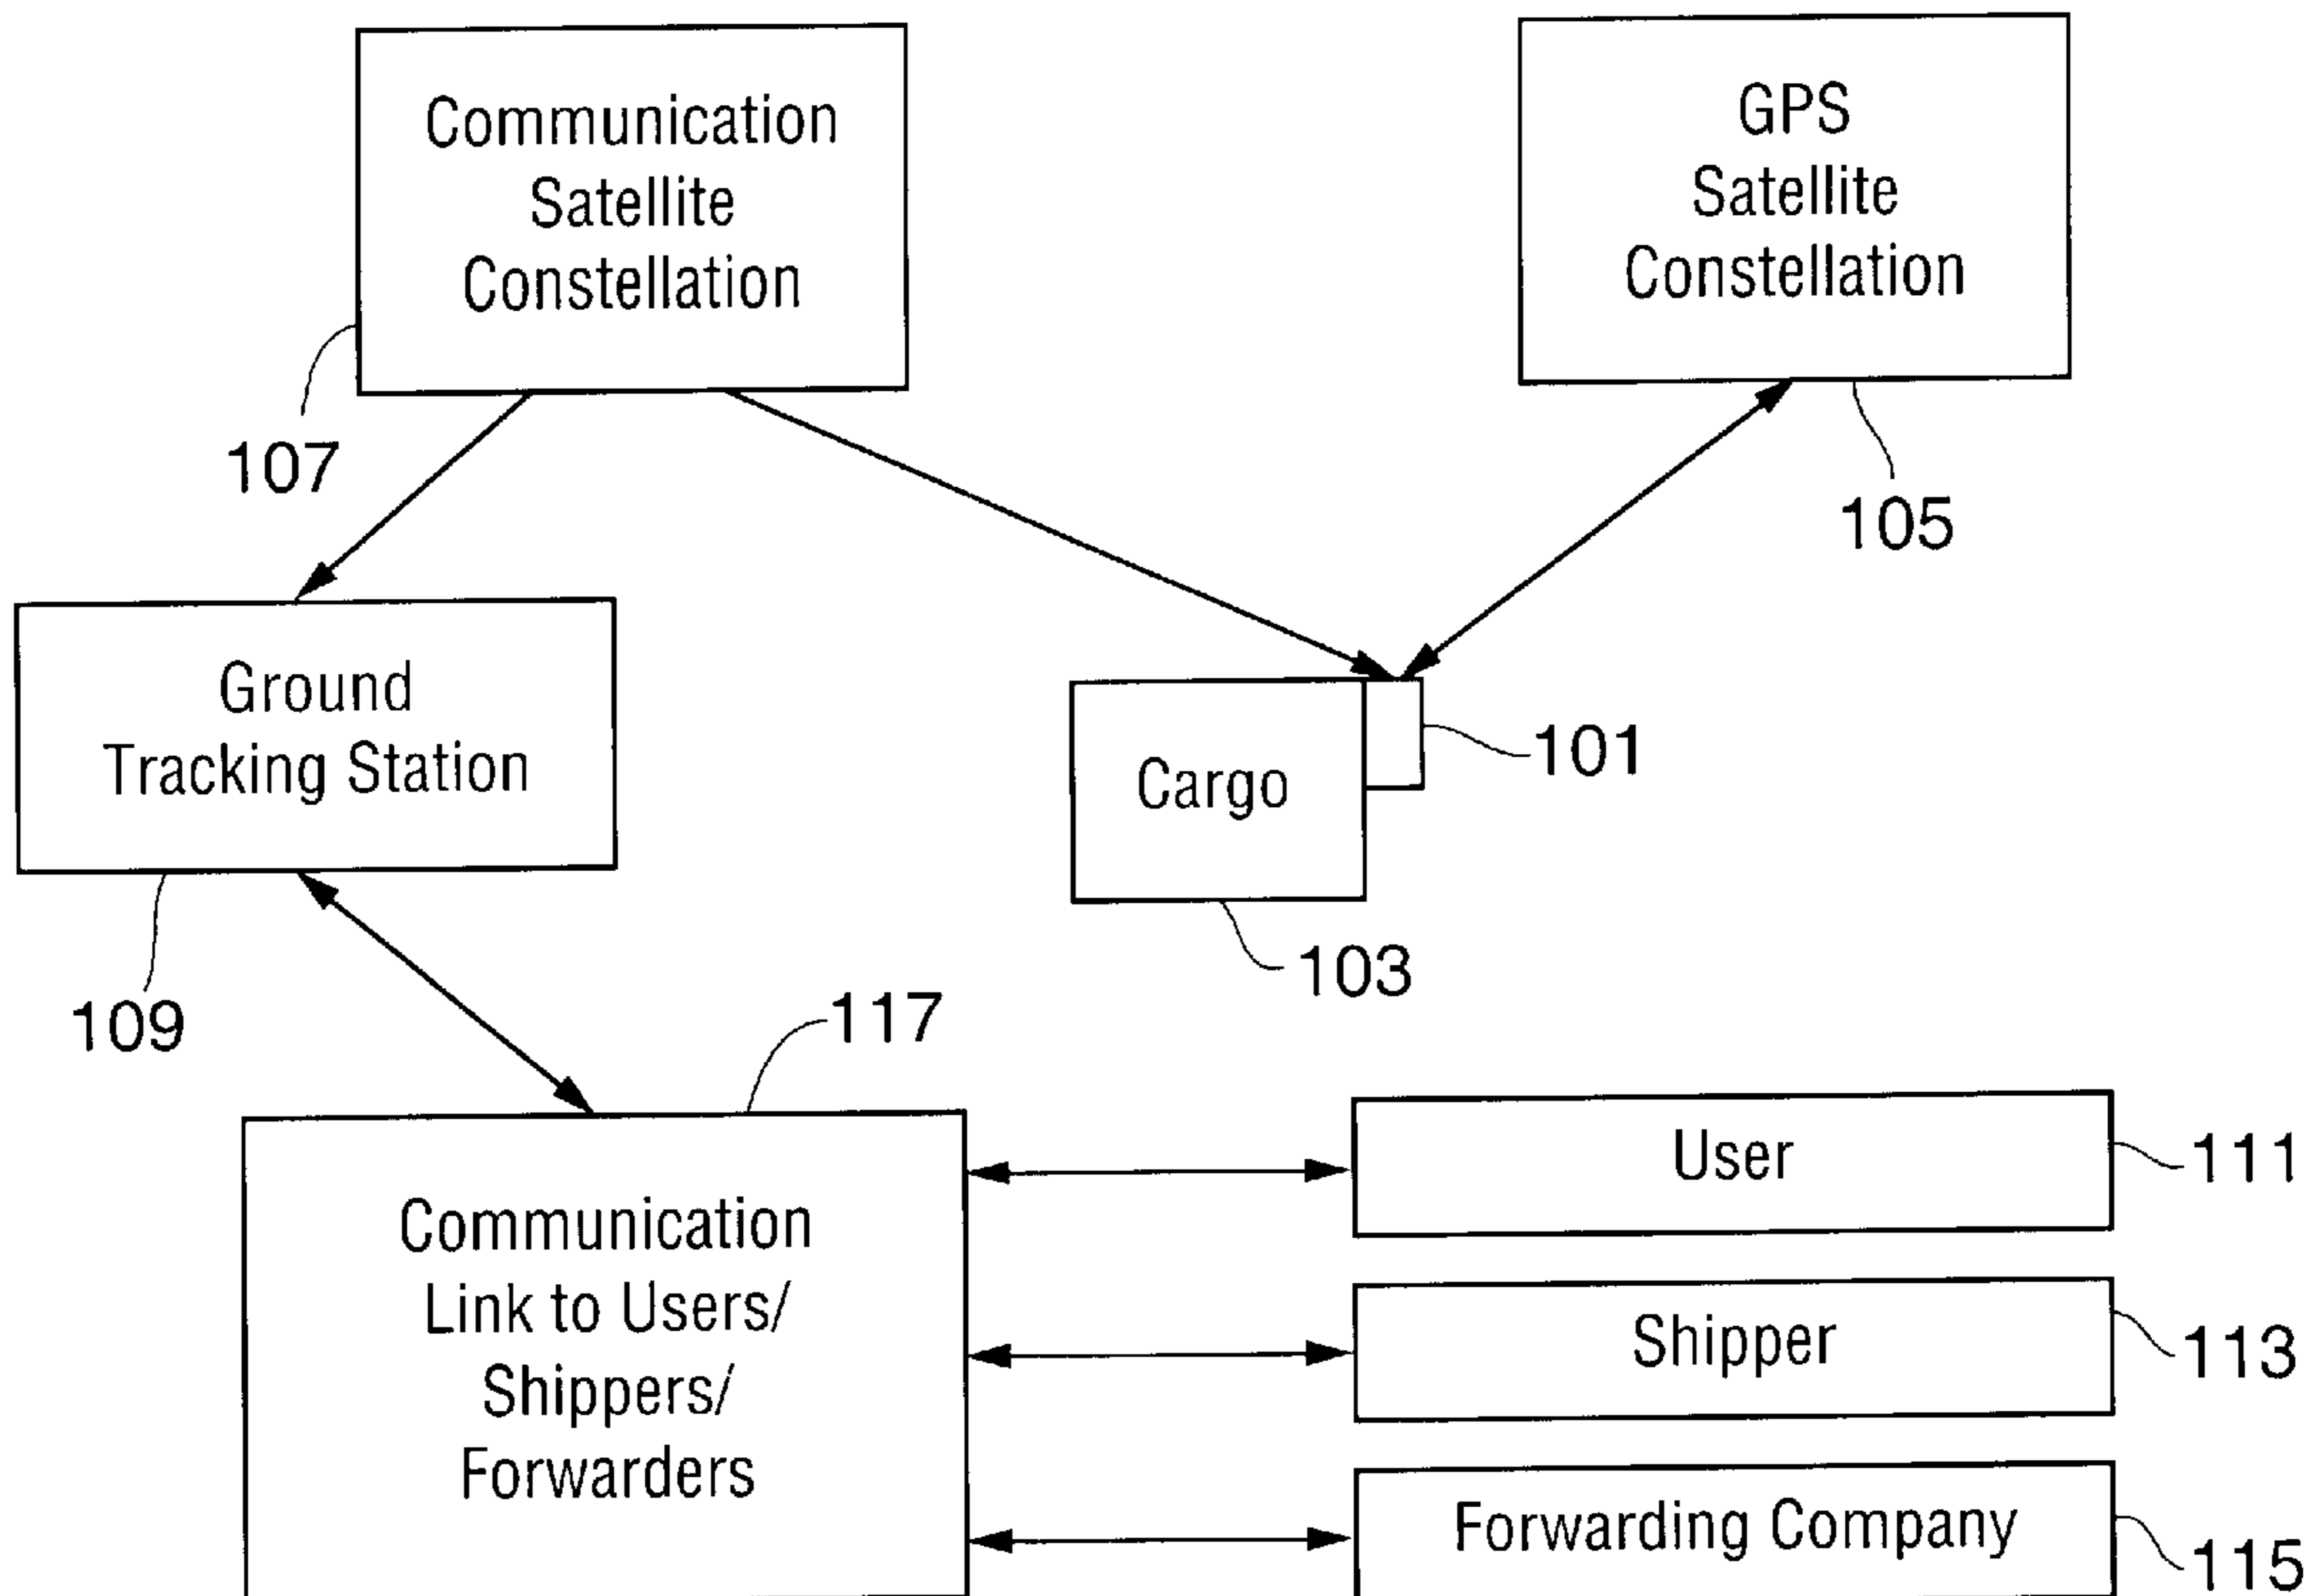 Communication
Satellite
Constellation
GPS
Satellite
Constellation
107
105
Ground
Tracking Station
101
Cargo
103
109
117
User
111
Communication
Link to Users/
Shippers/
Forwarders
Shipper
113
Forwarding Company
115